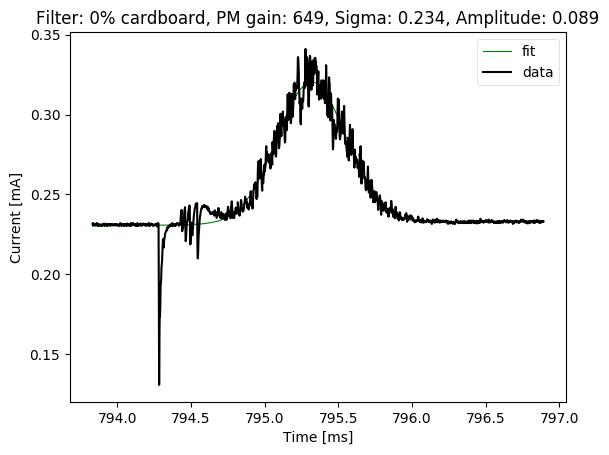 Filter: 0% cardboard, PM gain: 649, Sigma: 0.234, Amplitude: 0.089
fit
data
Current [mA]
0.35
0.30
0.25
0.20
0.15
794.0 794.5 795.0 795.5 796.0 796.5 797.0
Time [ms]